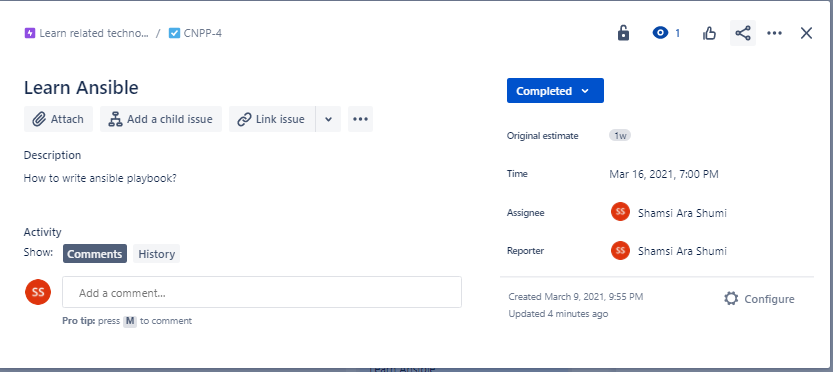 Learn related techno... / CNPP-4
1
Learn Ansible
Completed
Attach
Add a child issue
Link issue
Original estimate 1w
Description
How to write ansible playbook?
Time Mar 16, 2021, 7:00 PM
Assignee SS Shamsi Ara Shumi
Activity
Show: Comments History
Reporter SS Shamsi Ara Shumi
SS Add a comment...
Pro tip: press M to comment
Created March 9, 2021, 9:55 PM
Updated 4 minutes ago
Configure
Learn Ansible